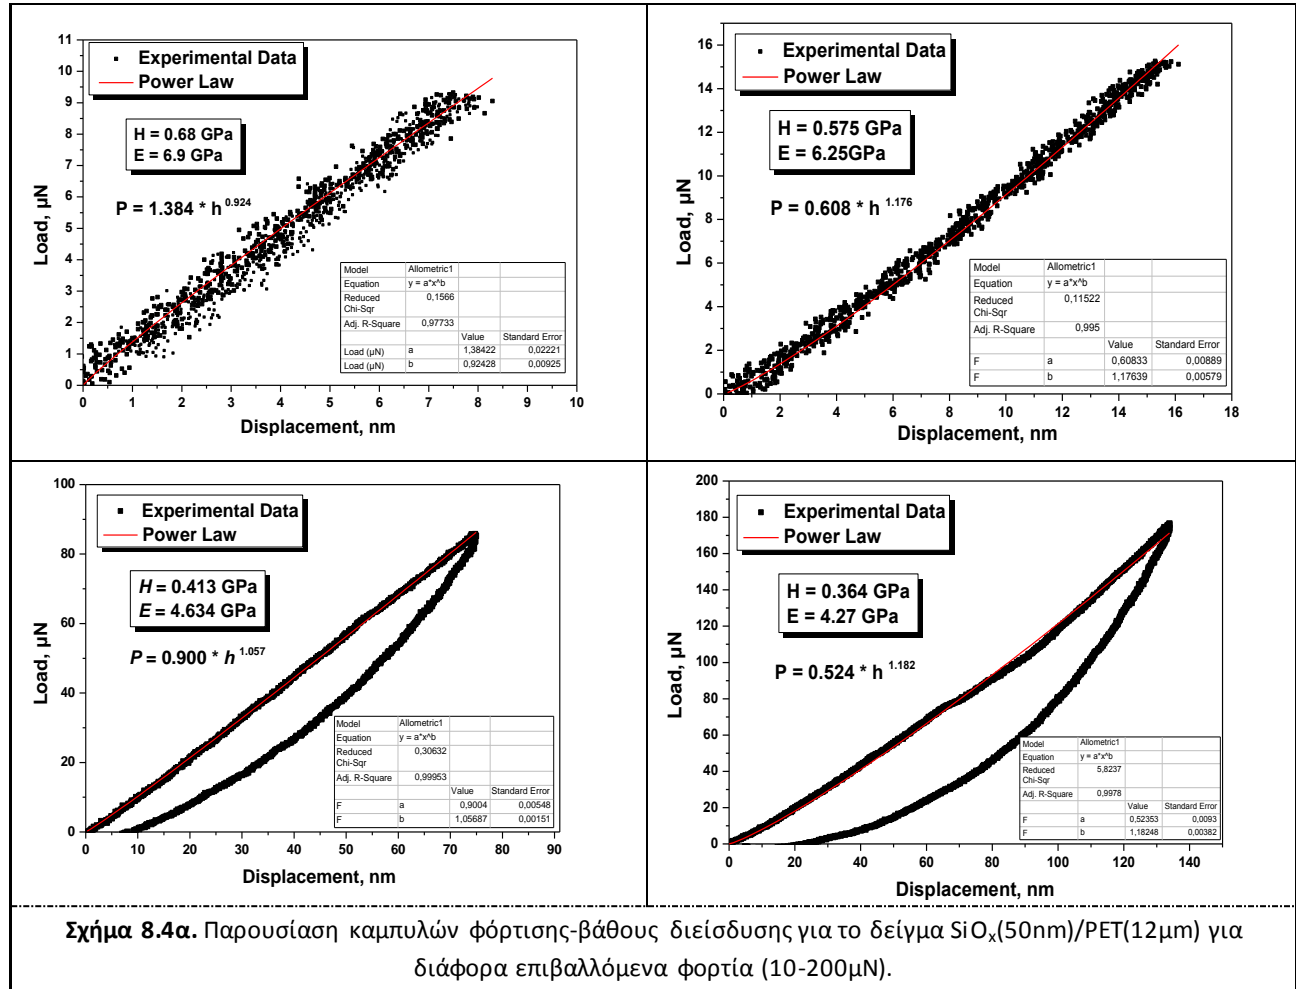 11
10
9
8
7
6
5
4
3
2
1
0
Load, µN
Experimental Data
Power Law
H = 0.68 GPa
E = 6.9 GPa
P = 1.384 * h 0.924
Model Allometric1
Equation y = a*x^b
Reduced Chi-Sqr 0,1566
Adj. R-Square 0,97733
Value Standard Error
Load (µN) a 1,38422 0,02221
Load (µN) b 0,92428 0,00925
0 1 2 3 4 5 6 7 8 9 10
Displacement, nm
16
14
12
10
8
6
4
2
0
Load, µN
Experimental Data
Power Law
H = 0.575 GPa
E = 6.25GPa
P = 0.608 * h 1.176
Model Allometric1
Equation y = a*x^b
Reduced Chi-Sqr 0,11522
Adj. R-Square 0,995
Value Standard Error
F a 0,60833 0,00889
F b 1,17639 0,00579
0 2 4 6 8 10 12 14 16 18
Displacement, nm
100
80
60
40
20
0
Load, µN
Experimental Data
Power Law
H = 0.413 GPa
E = 4.634 GPa
P = 0.900 * h 1.057
Model Allometric1
Equation y = a*x^b
Reduced Chi-Sqr 0,30632
Adj. R-Square 0,99953
Value Standard Error
F a 0,9004 0,00548
F b 1,05687 0,00151
0 10 20 30 40 50 60 70 80 90
Displacement, nm
200
180
160
140
120
100
80
60
40
20
0
Load, µN
Experimental Data
Power Law
H = 0.364 GPa
E = 4.27 GPa
P = 0.524 * h 1.182
Model Allometric1
Equation y = a*x^b
Reduced Chi-Sqr 5,8237
Adj. R-Square 0,9978
Value Standard Error
F a 0,52353 0,0093
F b 1,18248 0,00382
0 20 40 60 80 100 120 140
Displacement, nm
Σχήμα 8.4α. Παρουσίαση καμπυλών φόρτισης-βάθους διείσδυσης για το δείγμα SiOx(50nm)/PET(12μm) για
διάφορα επιβαλλόμενα φορτία (10-200μN).